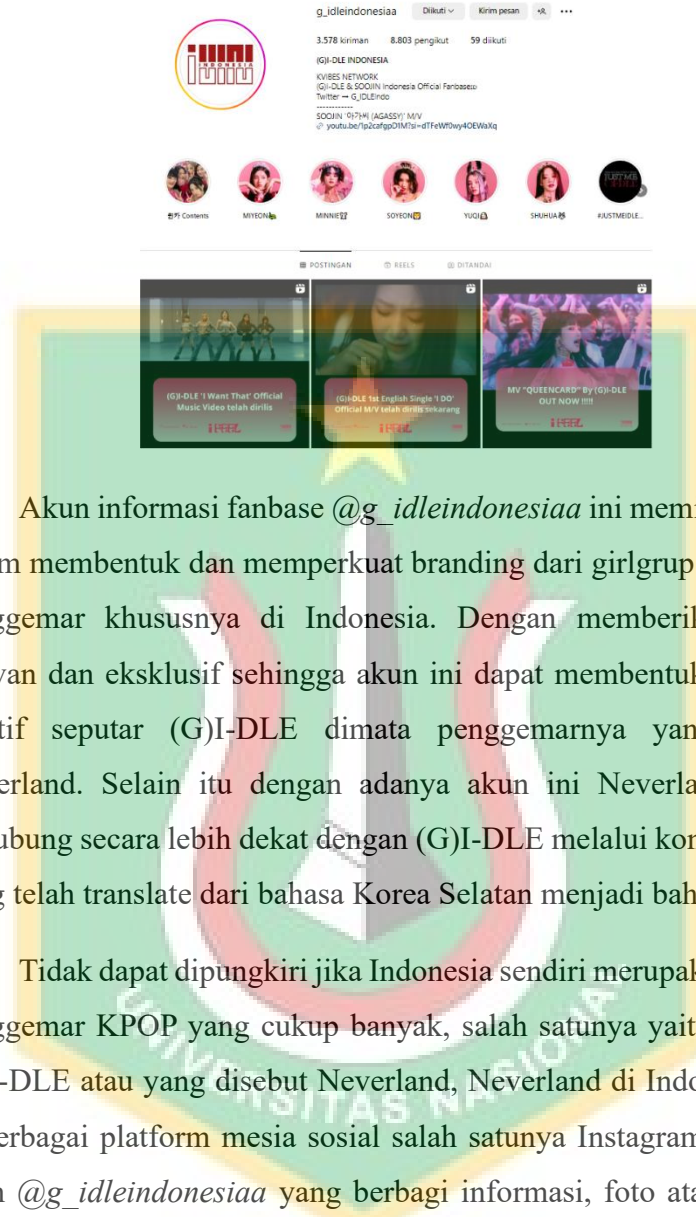 g_idleindonesiaa Diikuti Kirim pesan
3.578 kiriman 8.803 pengikut 59 diikuti
(G)I-DLE INDONESIA
KVIBES NETWORK
(G)I-DLE & SOOJIN Indonesia Official Fanbase
Twitter → G_IDLEIndo
------------
SOOJIN '아가씨 (AGASSY)' M/V
youtu.be/1p2cafgpD1M?si=dTFeWf0wy4OEWaXq
INDONESIA
Contents MIYEON MINNIE SOYEON YUQI SHUHUA #JUSTMEIDLE...
POSTINGAN REELS DITANDAI
(G)I-DLE 'I Want That' Official
Music Video telah dirilis
(G)I-DLE 1st English Single 'I DO'
Official M/V telah dirilis sekarang
MV "QUEENCARD" By (G)I-DLE
OUT NOW !!!!!
Akun informasi fanbase @g_idleindonesiaa ini memi
m membentuk dan memperkuat branding dari girlgrup
ggemar khususnya di Indonesia. Dengan memberik
van dan eksklusif sehingga akun ini dapat membentuk
tif seputar (G)I-DLE dimata penggemarnya yan
erland. Selain itu dengan adanya akun ini Neverla
ubung secara lebih dekat dengan (G)I-DLE melalui kon
g telah translate dari bahasa Korea Selatan menjadi bah
Tidak dapat dipungkiri jika Indonesia sendiri merupak
ggemar KPOP yang cukup banyak, salah satunya yait
I-DLE atau yang disebut Neverland, Neverland di Indo
erbagai platform mesia sosial salah satunya Instagram
n @g_idleindonesiaa yang berbagi informasi, foto ata
UNIVERSITAS NASIONAL